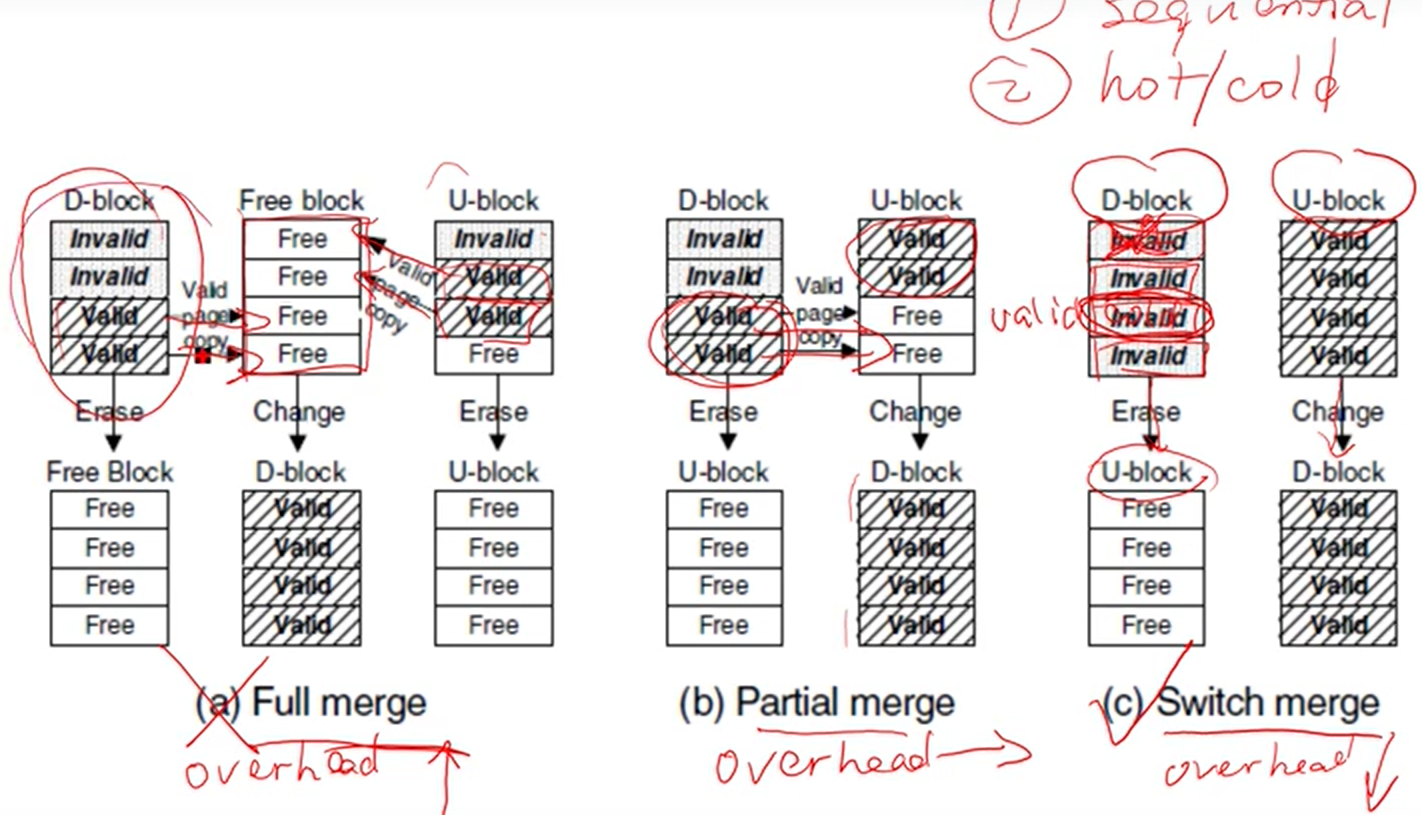 ① sequential
② hot/cold
D-block
Invalid
Invalid
Valid
Valid
Erase
Free Block
Free
Free
Free
Free
Valid
page
copy
Free block
Free
Free
Free
Free
Change
D-block
Valid
Valid
Valid
Valid
valid
page
copy
U-block
Invalid
Valid
Valid
Free
Erase
U-block
Free
Free
Free
Free
(a) Full merge
overhead
D-block
Invalid
Invalid
Valid
Valid
Erase
U-block
Free
Free
Free
Free
Valid
page
copy
U-block
Valid
Valid
Free
Free
Change
D-block
Valid
Valid
Valid
Valid
(b) Partial merge
overhead
valid
D-block
Invalid
Invalid
Invalid
Invalid
Erase
U-block
Free
Free
Free
Free
U-block
Valid
Valid
Valid
Valid
Change
D-block
Valid
Valid
Valid
Valid
(c) Switch merge
overhead